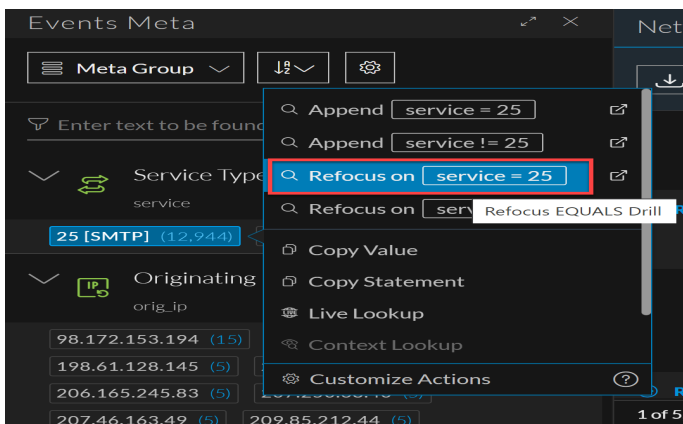 Events Meta
Net
Meta Group
Enter text to be found
Append service = 25
Append service != 25
Service Type
Refocus on service = 25
service
Refocus on
Refocus EQUALS Drill
25 [SMTP] (12,944)
Copy Value
Originating
Copy Statement
orig_ip
Live Lookup
98.172.153.194 (15)
Context Lookup
198.61.128.145 (5)
Customize Actions
206.165.245.83 (5)
207.46.163.49 (5) 209.85.212.44 (5)
1 of 5